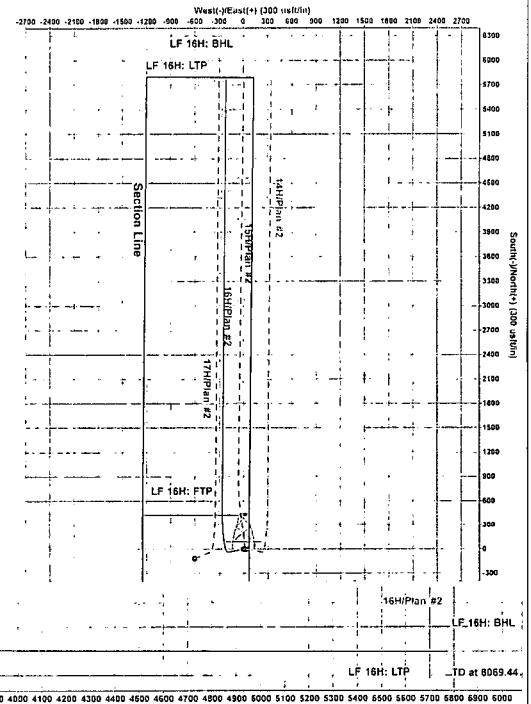 West(-)/East(+) (300 usft/in)
-2700 -2400 -2100 -1800 -1500 -1200 -900 -600 -300 0 300 600 900 1200 1500 1800 2100 2400 2700
LF 16H: BHL
LF 16H: LTP
6300
6000
5700
5400
5100
4800
4500
4200
3900
3600
3300
3000
2700
2400
2100
1800
1500
1200
900
600
300
0
-300
South(-)/North(+) (300 usft/in)
Section Line
14H/Plan #2
15H/Plan #2
16H/Plan #2
17H/Plan #2
LF 16H: FTP
16H/Plan #2
LF 16H: BHL
LF 16H: LTP
TD at 8069.44
4000 4100 4200 4300 4400 4500 4600 4700 4800 4900 5000 5100 5200 5300 5400 5500 5600 5700 5800 5900 6000